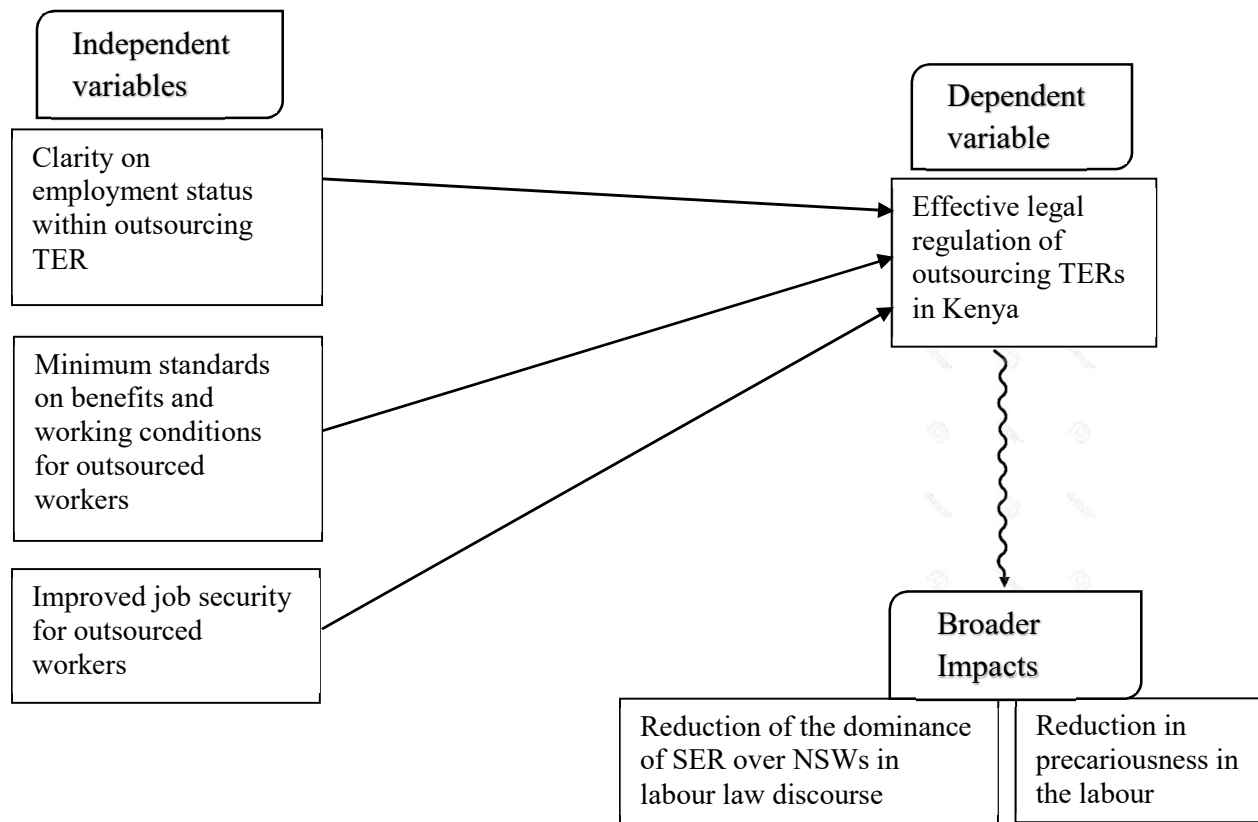 Independent
variables
Clarity on
employment status
within outsourcing
TER
Minimum standards
on benefits and
working conditions
for outsourced
workers
Improved job security
for outsourced
workers
Dependent
variable
Effective legal
regulation of
outsourcing TERs
in Kenya
Broader
Impacts
Reduction of the dominance
of SER over NSWs in
labour law discourse
Reduction in
precariousness in
the labour